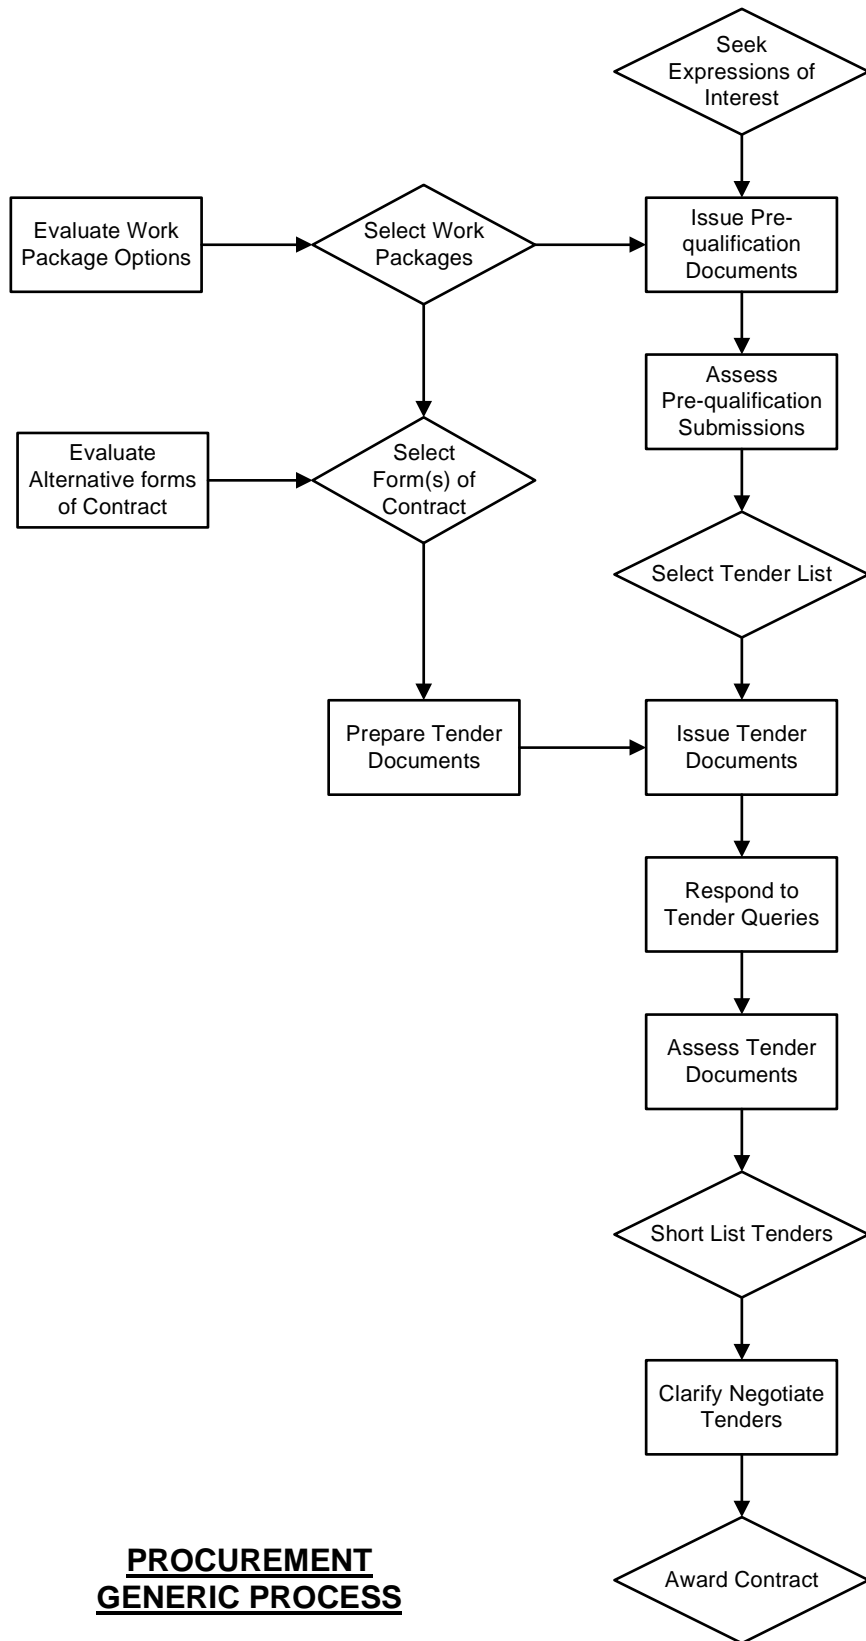 Seek
Expressions of
Interest
Evaluate Work
Package Options
Select Work
Packages
Issue Pre-
qualification
Documents
Assess
Pre-qualification
Submissions
Evaluate
Alternative forms
of Contract
Select
Form(s) of
Contract
Select Tender List
Prepare Tender
Documents
Issue Tender
Documents
Respond to
Tender Queries
Assess Tender
Documents
Short List Tenders
Clarify Negotiate
Tenders
Award Contract
PROCUREMENT
GENERIC PROCESS